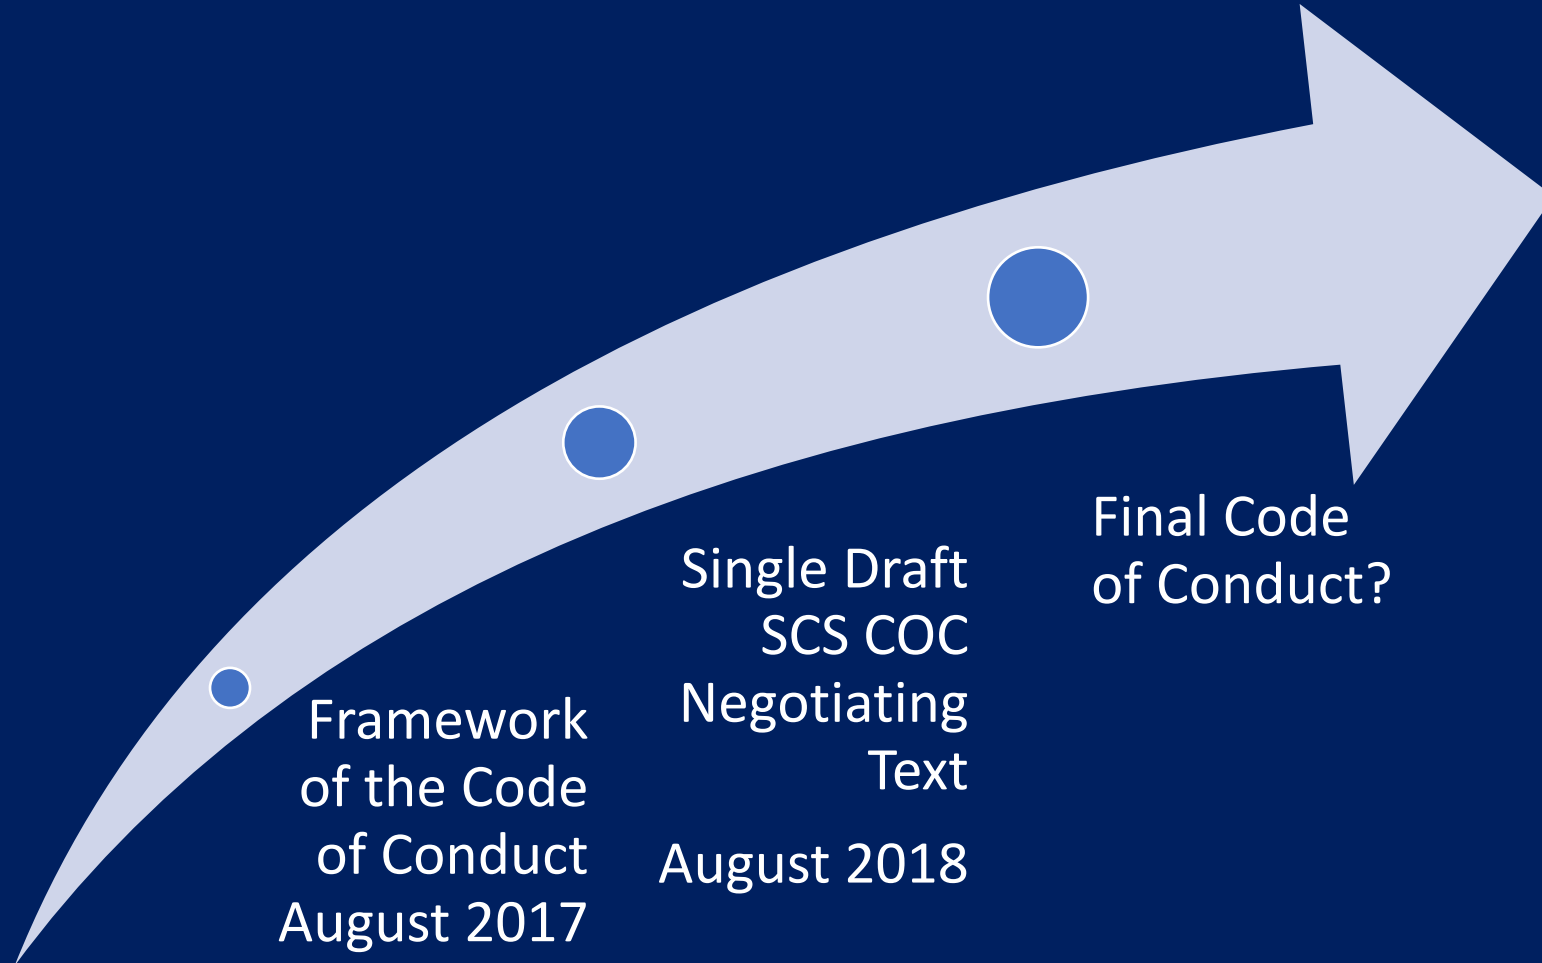 Framework
of the Code
of Conduct
August 2017
Single Draft
SCS COC
Negotiating
Text
August 2018
Final Code
of Conduct?